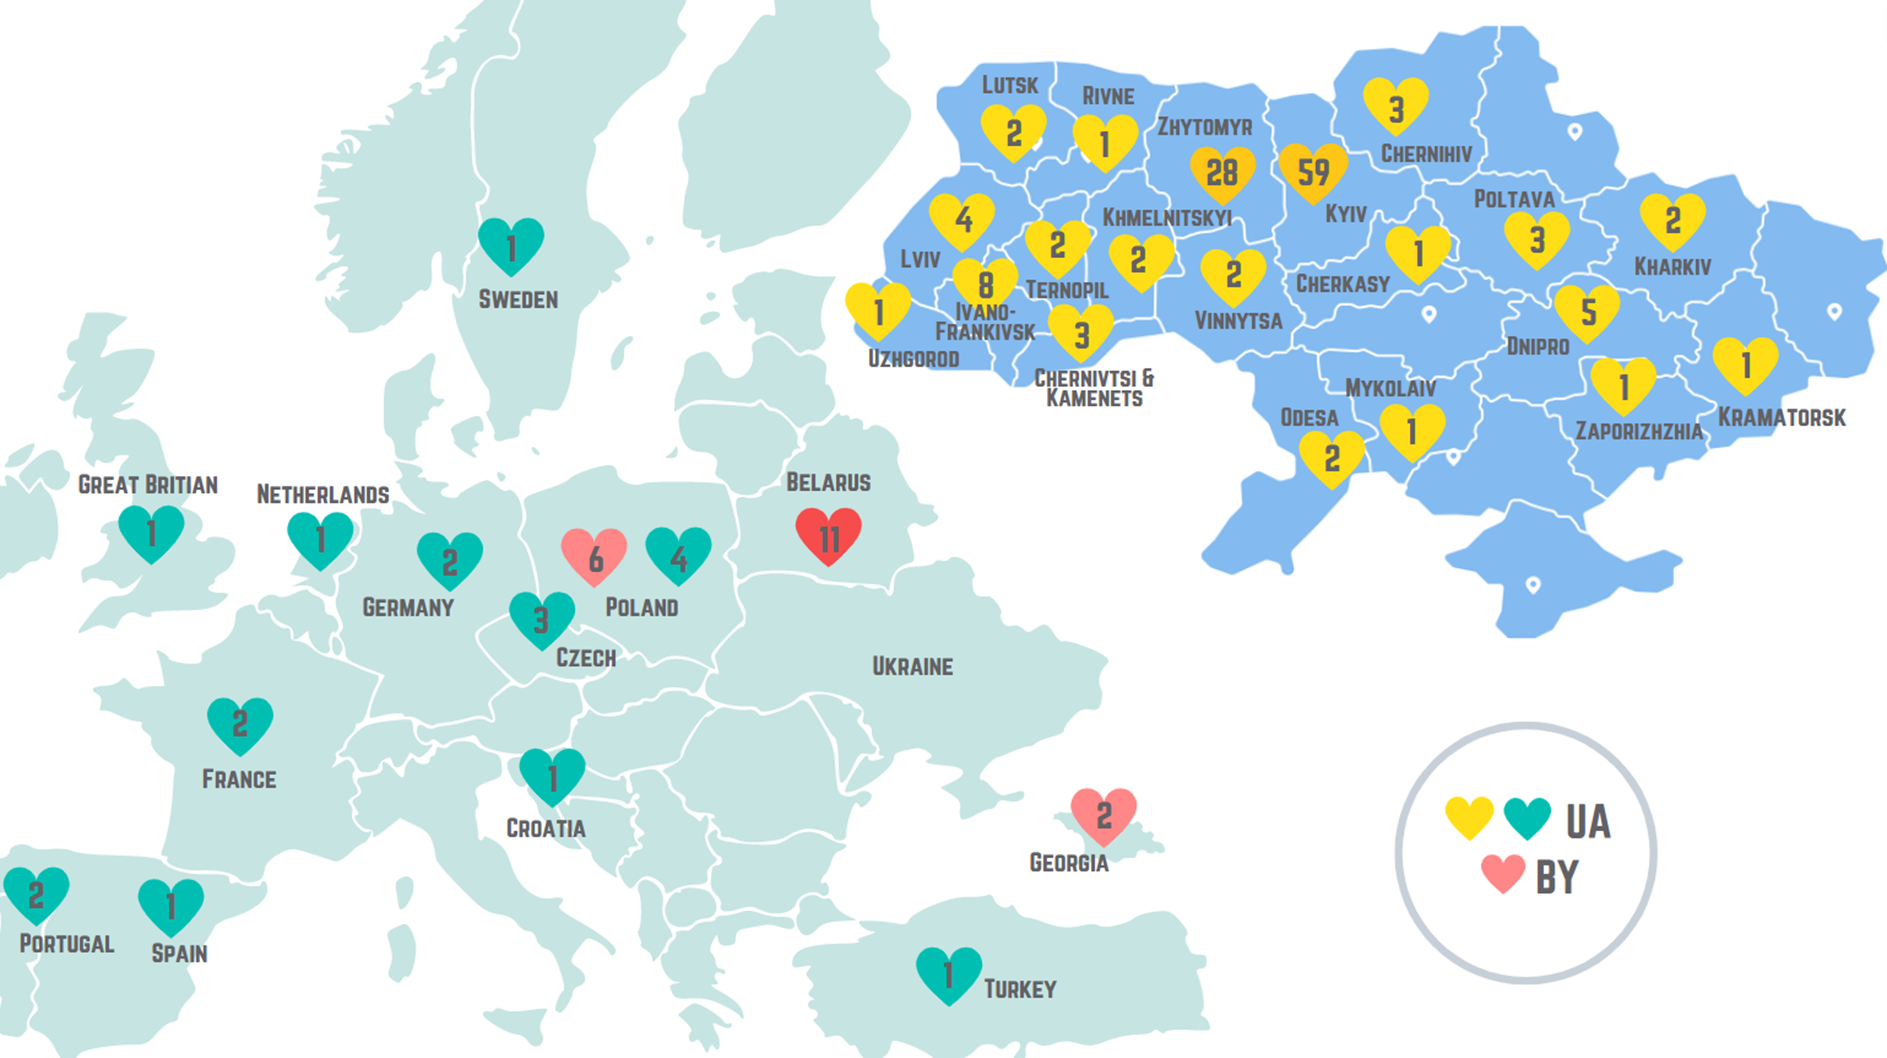 LUTSK
2
RIVNE
1
ZHYTOMYR
28
59
KYIV
3
CHERNIHIV
POLTAVA
3
2
KHARKIV
4
LVIV
KHMELNITSKYI
2
2
TERNOPIL
2
VINNYTSA
1
CHERKASY
8
IVANO-
FRANKIVSK
1
UZHGOROD
3
CHERNIVTSI &
KAMENETS
5
DNIPRO
1
ZAPORIZHZHIA
1
KRAMATORSK
MYKOLAIV
1
ODESA
2
1
SWEDEN
GREAT BRITIAN
1
NETHERLANDS
1
2
GERMANY
6
4
POLAND
BELARUS
11
3
CZECH
UKRAINE
2
FRANCE
1
CROATIA
2
GEORGIA
2
PORTUGAL
1
SPAIN
1
TURKEY
UA
BY